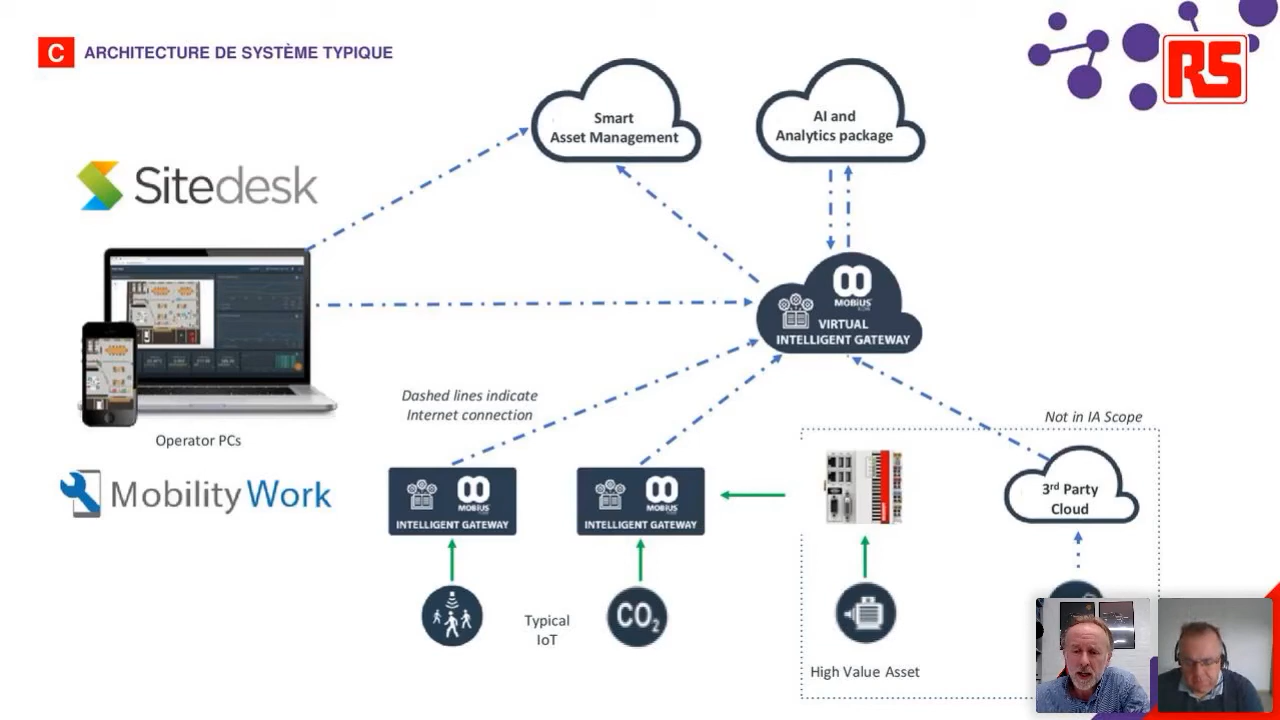 C ARCHITECTURE DE SYSTÈME TYPIQUE
RS
Smart
Asset Management
AI and
Analytics package
Sitedesk
MOBiUS
VIRTUAL
INTELLIGENT GATEWAY
Dashed lines indicate
Internet connection
Not in IA Scope
Operator PCs
MobilityWork
MOBiUS
INTELLIGENT GATEWAY
MOBiUS
INTELLIGENT GATEWAY
3rd Party
Cloud
Typical
IoT
CO2
High Value Asset